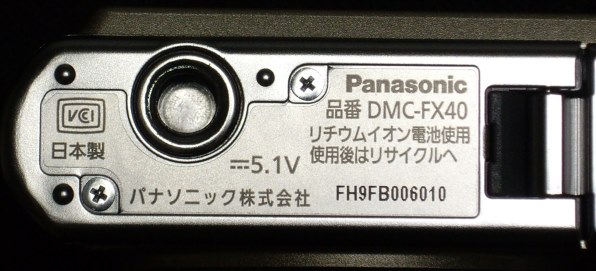 Panasonic
品番 DMC-FX40
リチウムイオン電池使用
使用後はリサイクルへ
VCI
日本製
⎓5.1V
パナソニック株式会社
FH9FB006010